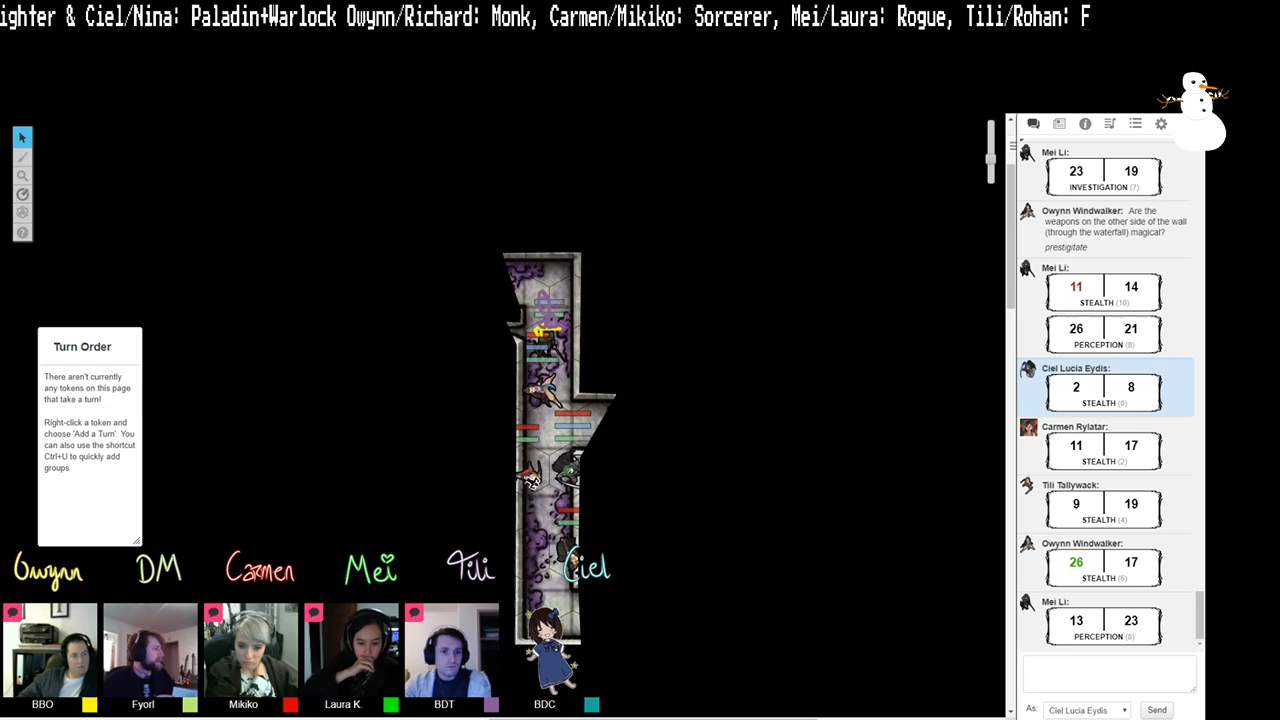 ighter & Ciel/Nina: Paladin+Warlock Owynn/Richard: Monk, Carmen/Mikiko: Sorcerer, Mei/Laura: Rogue, Tili/Rohan: F
Turn Order
There aren't currently
any tokens on this page
that take a turn!
Right-click a token and
choose 'Add a Turn'. You
can also use the shortcut
Ctrl+U to quickly add
groups.
Owynn
DM
Carmen
Mei
Tili
Ciel
BBO
Fyorl
Mikiko
Laura K.
BDT
BDC
Mei Li:
23 19
INVESTIGATION (7)
Owynn Windwalker: Are the
weapons on the other side of the wall
(through the waterfall) magical?
prestigitate
Mei Li:
11 14
STEALTH (10)
26 21
PERCEPTION (8)
Ciel Lucia Eydis:
2 8
STEALTH (0)
Carmen Rylatar:
11 17
STEALTH (2)
Tili Tallywack:
9 19
STEALTH (4)
Owynn Windwalker:
26 17
STEALTH (6)
Mei Li:
13 23
PERCEPTION (8)
As: Ciel Lucia Eydis Send